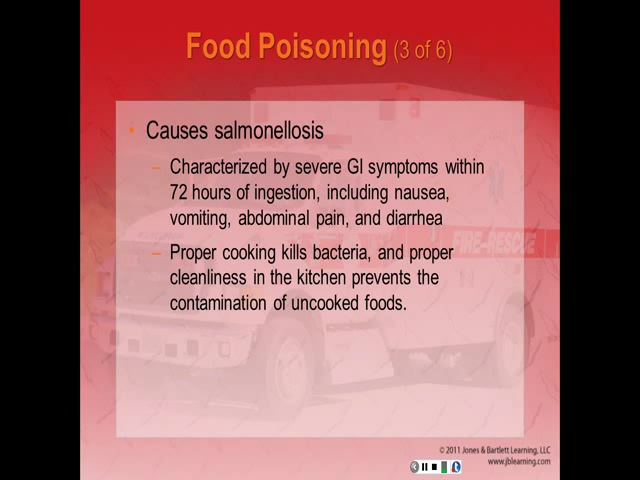 Food Poisoning (3 of 6)
• Causes salmonellosis
– Characterized by severe GI symptoms within
72 hours of ingestion, including nausea,
vomiting, abdominal pain, and diarrhea
– Proper cooking kills bacteria, and proper
cleanliness in the kitchen prevents the
contamination of uncooked foods.
FIRE-RESCUE
© 2011 Jones & Bartlett Learning, LLC
www.jblearning.com